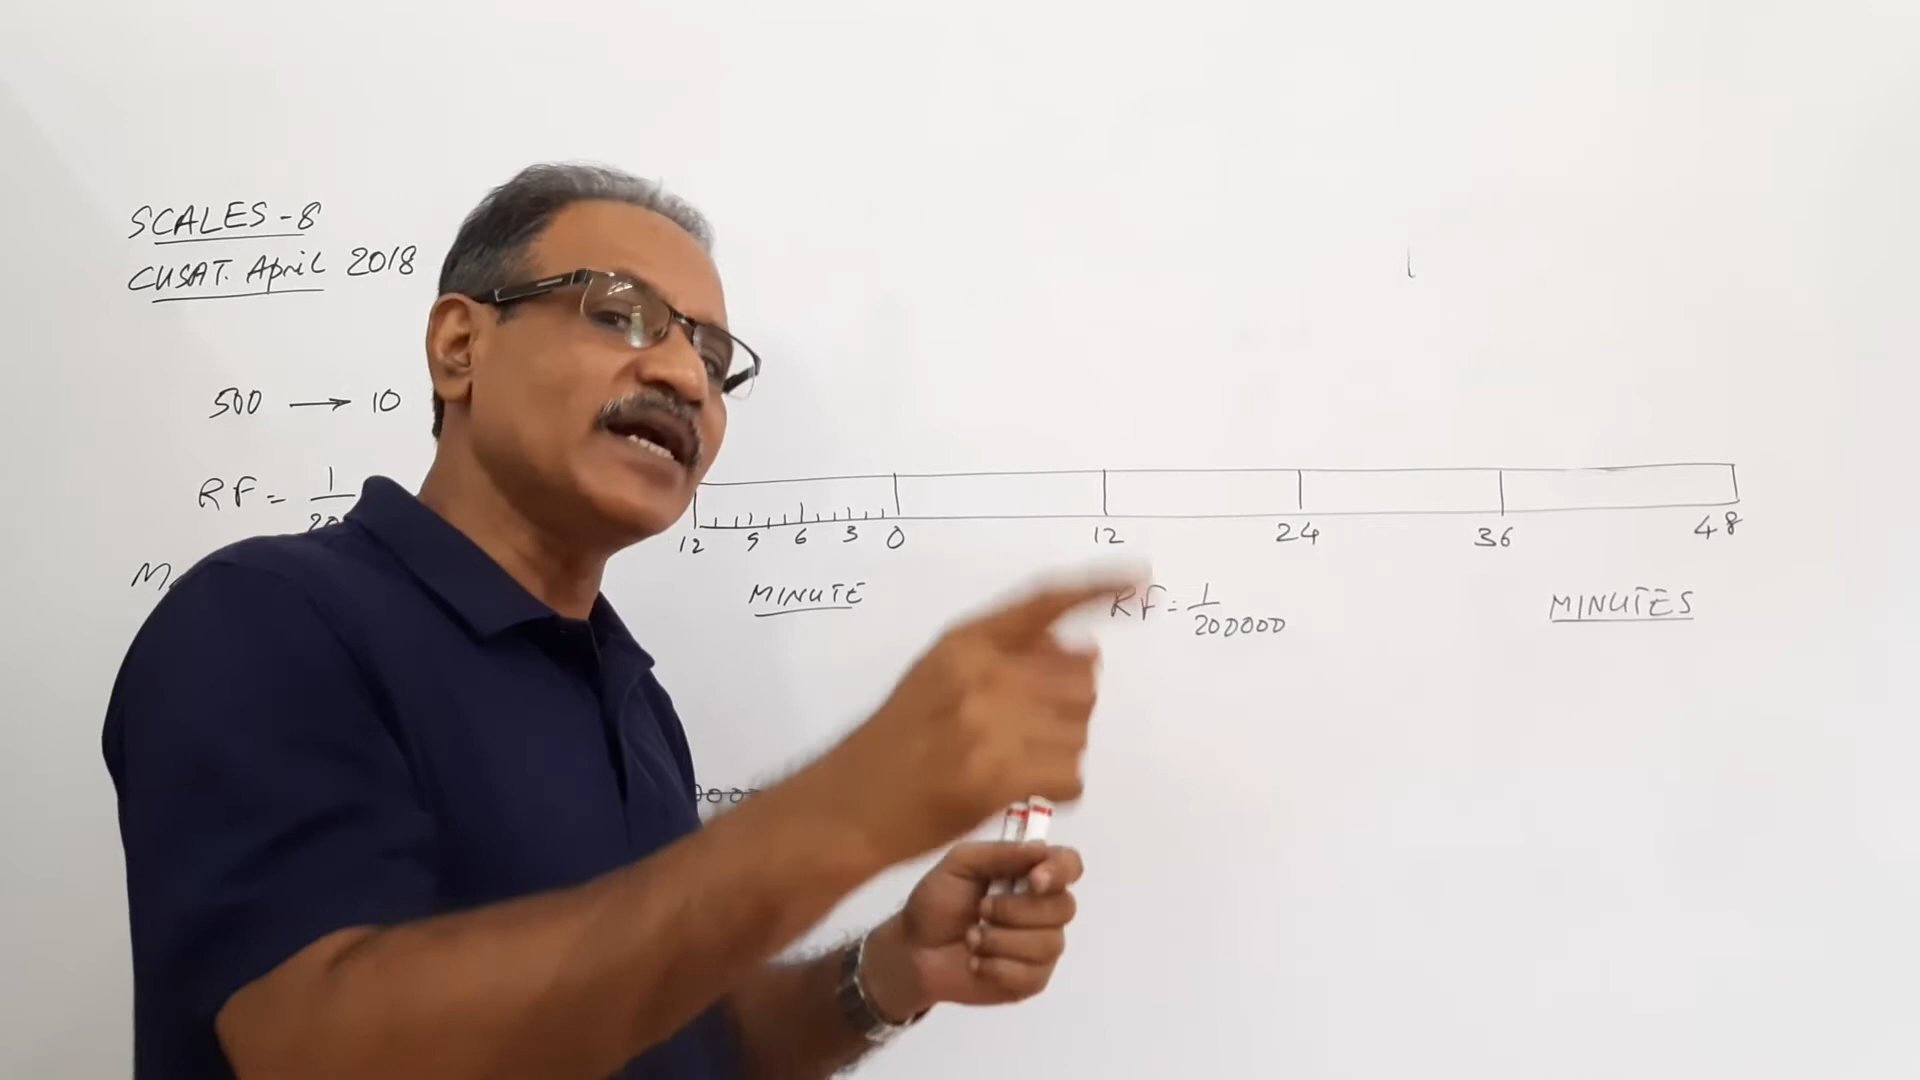 SCALES-8
CUSAT. April 2018
500 → 10
RF = 1
20
12 9 6 3 0 12 24 36 48
MINUTE
RF = 1/200000
MINUTES